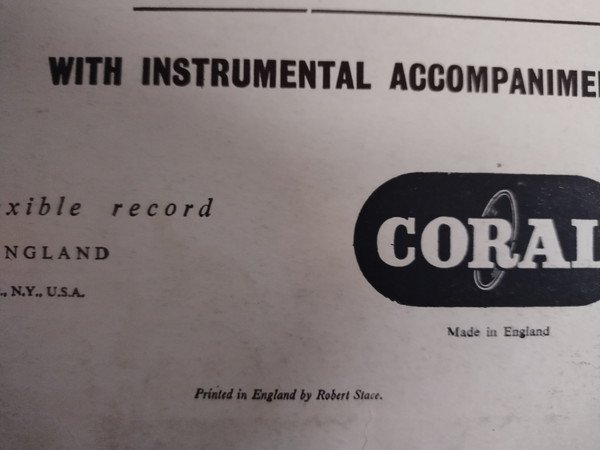 WITH INSTRUMENTAL ACCOMPANIME
xible record
NGLAND
., N.Y., U.S.A.
CORAL
Made in England
Printed in England by Robert Stace.